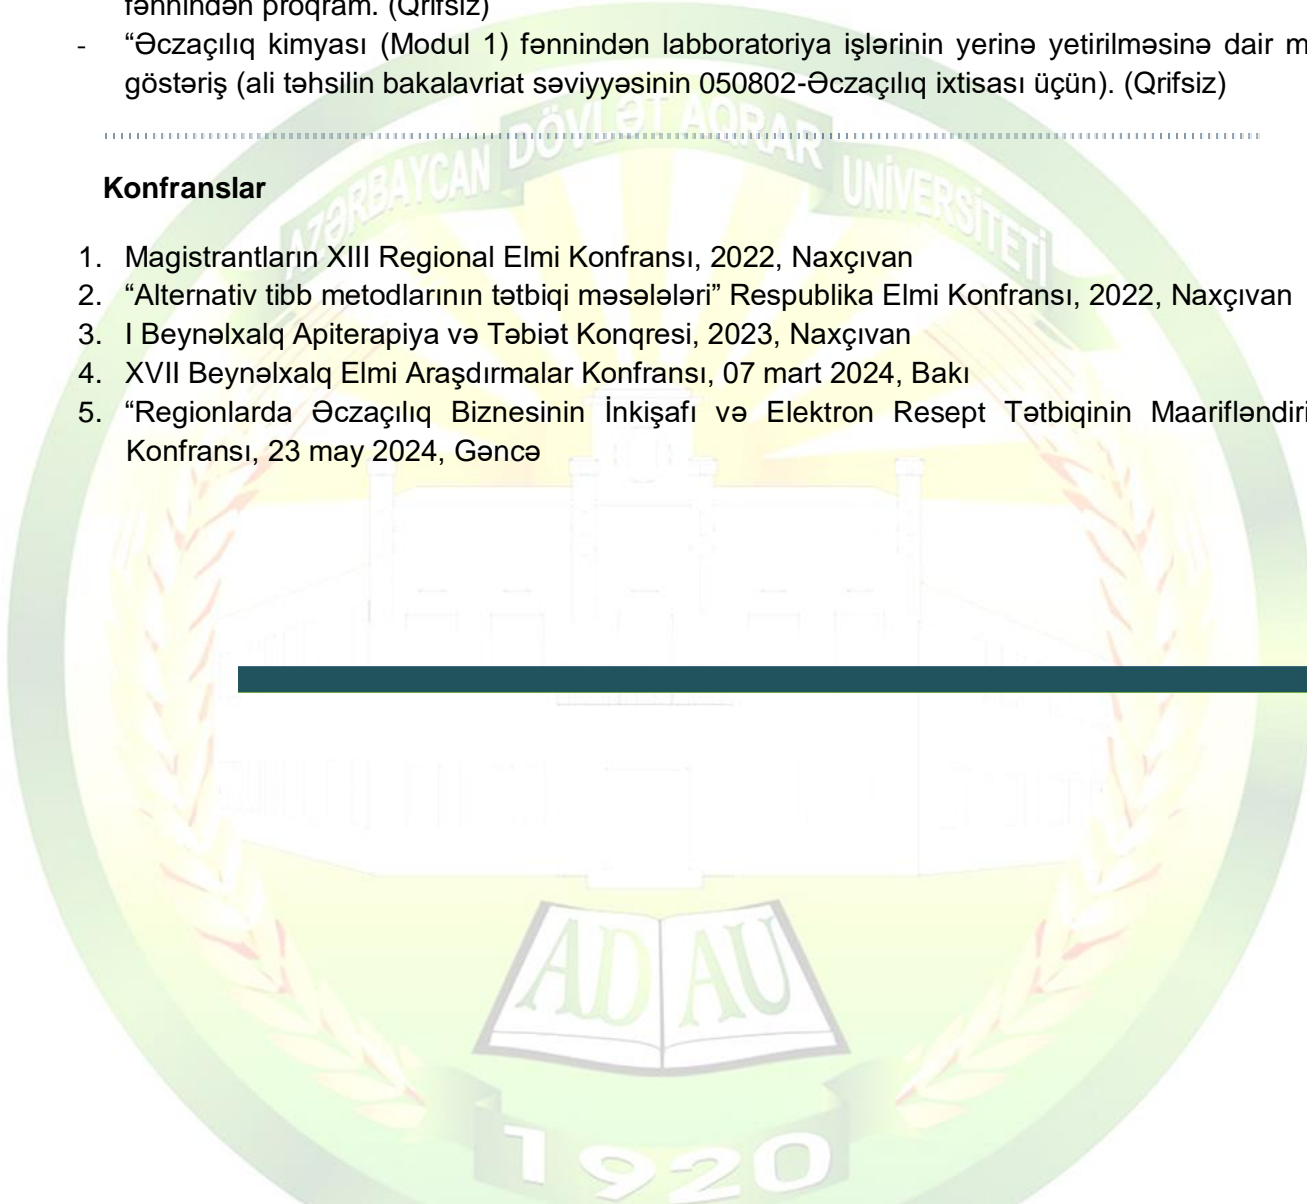 fənnindən proqram. (Qrifsiz)
- “Əczaçılıq kimyası (Modul 1) fənnindən labboratoriya işlərinin yerinə yetirilməsinə dair
göstəriş (ali təhsilin bakalavriat səviyyəsinin 050802-Əczaçılıq ixtisası üçün). (Qrifsiz)
AZƏRBAYCAN DÖVLƏT AQRAR UNİVERSİTETİ
Konfranslar
1. Magistrantların XIII Regional Elmi Konfransı, 2022, Naxçıvan
2. “Alternativ tibb metodlarının tətbiqi məsələləri” Respublika Elmi Konfransı, 2022, Naxçıvan
3. I Beynəlxalq Apiterapiya və Təbiət Konqresi, 2023, Naxçıvan
4. XVII Beynəlxalq Elmi Araşdırmalar Konfransı, 07 mart 2024, Bakı
5. “Regionlarda Əczaçılıq Biznesinin İnkişafı və Elektron Resept Tətbiqinin Maarifləndiri
Konfransı, 23 may 2024, Gəncə
AD AU
1920